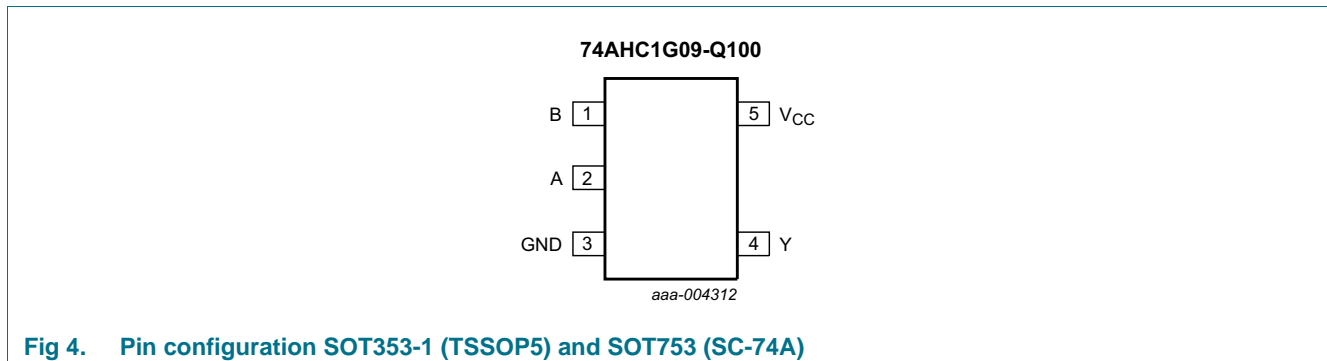 74AHC1G09-Q100
B 1 5 VCC
A 2
GND 3 4 Y
aaa-004312
Fig 4. Pin configuration SOT353-1 (TSSOP5) and SOT753 (SC-74A)